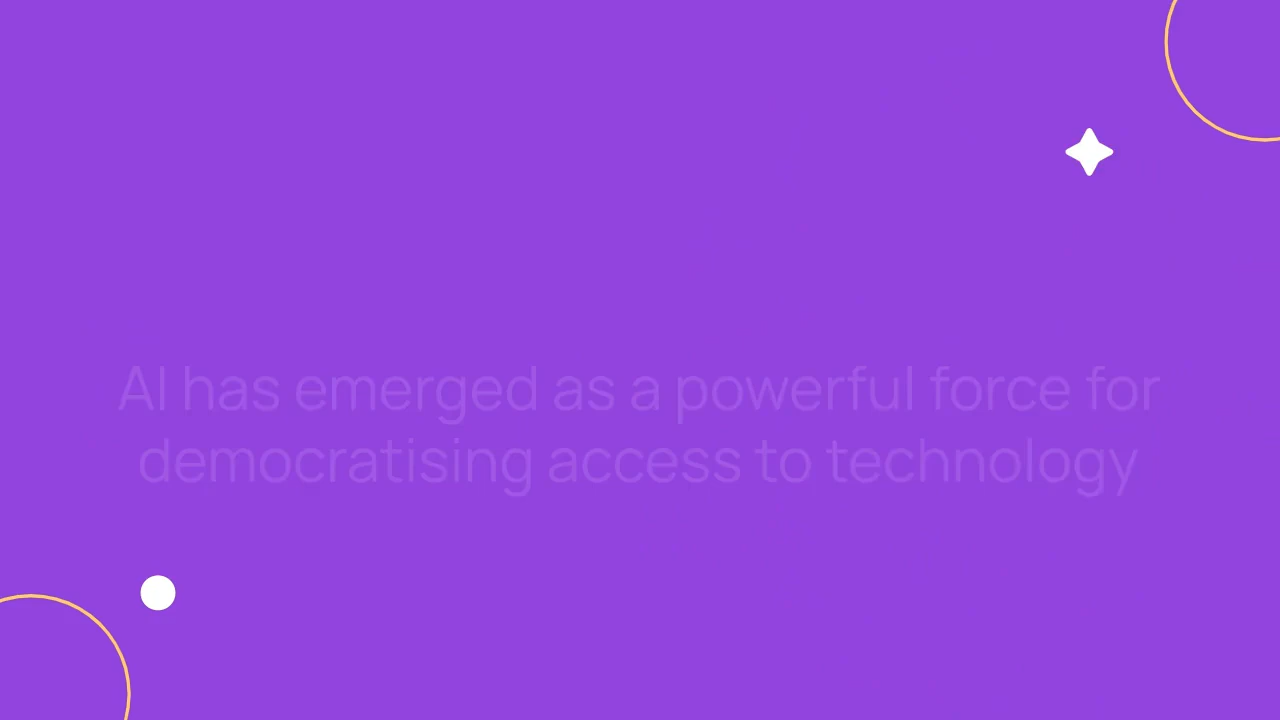 AI has emerged as a powerful force for
democratising access to technology